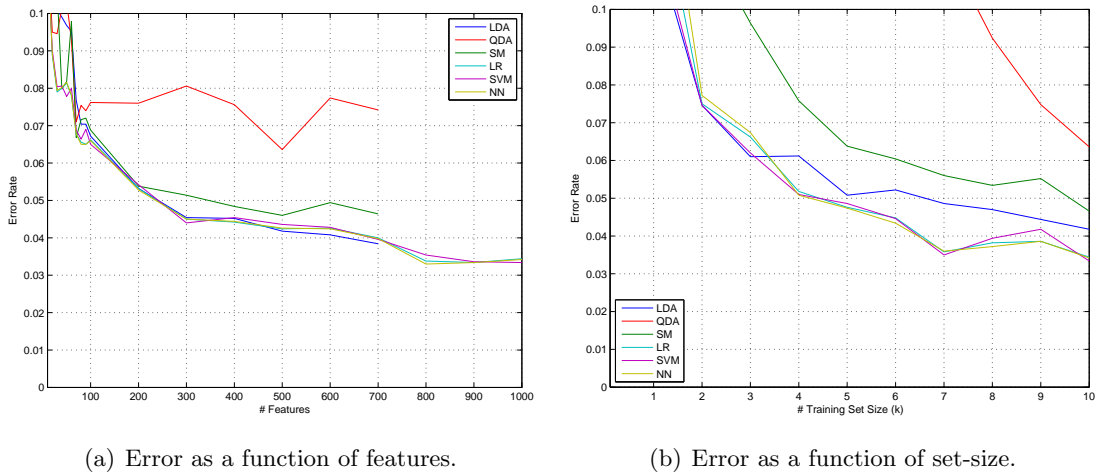 0.1
0.09
0.08
0.07
0.06
0.05
0.04
0.03
0.02
0.01
0
Error Rate
100 200 300 400 500 600 700 800 900 1000
# Features
LDA
QDA
SM
LR
SVM
NN
(a) Error as a function of features.
0.1
0.09
0.08
0.07
0.06
0.05
0.04
0.03
0.02
0.01
0
Error Rate
LDA
QDA
SM
LR
SVM
NN
1 2 3 4 5 6 7 8 9 10
# Training Set Size (k)
(b) Error as a function of set-size.